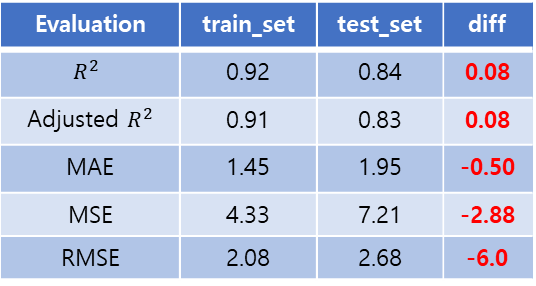 Evaluation train_set test_set diff
R² 0.92 0.84 0.08
Adjusted R² 0.91 0.83 0.08
MAE 1.45 1.95 -0.50
MSE 4.33 7.21 -2.88
RMSE 2.08 2.68 -6.0